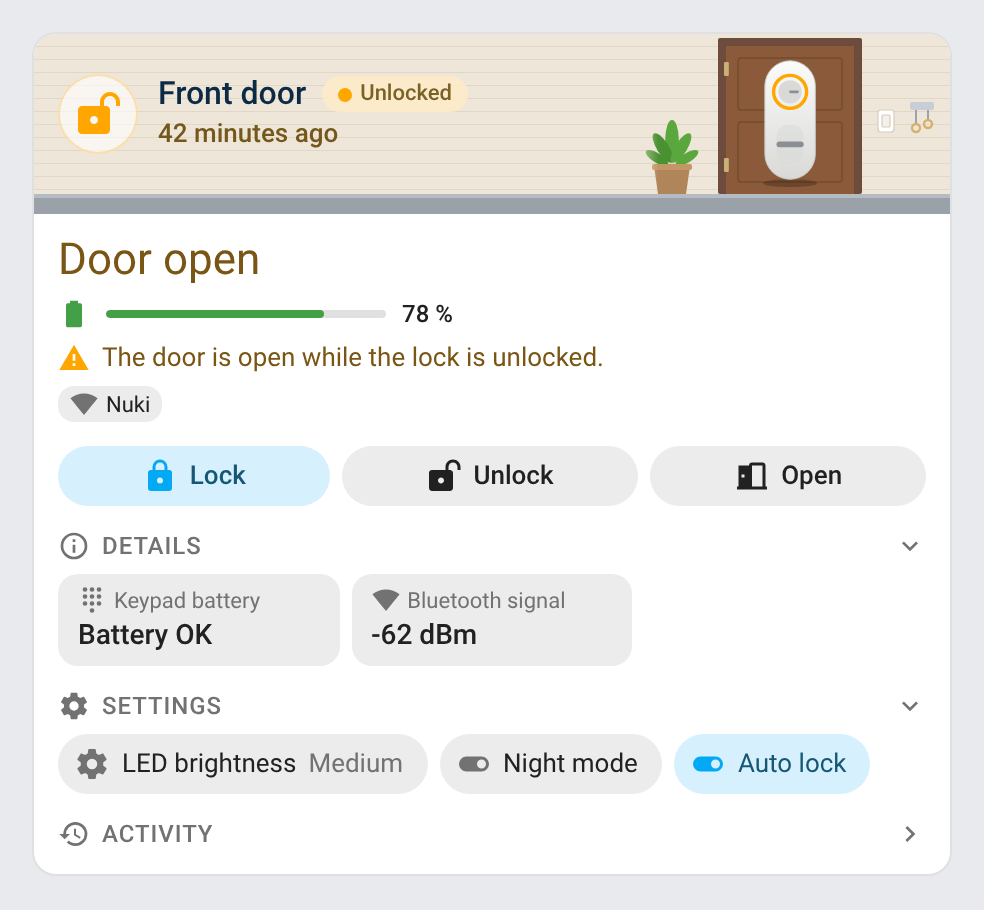 Front door
Unlocked
42 minutes ago
Door open
78 %
The door is open while the lock is unlocked.
Nuki
Lock
Unlock
Open
DETAILS
Keypad battery
Battery OK
Bluetooth signal
-62 dBm
SETTINGS
LED brightness Medium
Night mode
Auto lock
ACTIVITY